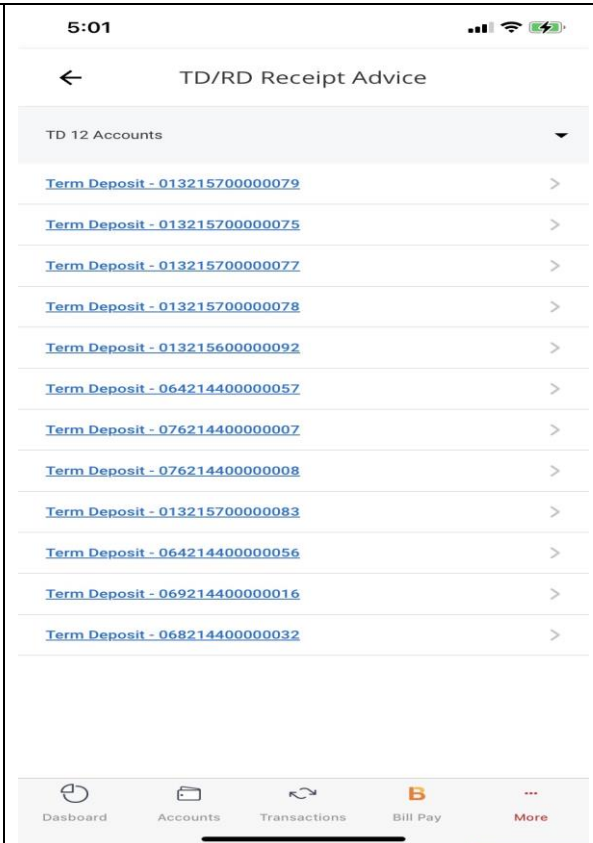 5:01
TD/RD Receipt Advice
TD 12 Accounts
Term Deposit - 013215700000079
Term Deposit - 013215700000075
Term Deposit - 013215700000077
Term Deposit - 013215700000078
Term Deposit - 013215600000092
Term Deposit - 064214400000057
Term Deposit - 076214400000007
Term Deposit - 076214400000008
Term Deposit - 013215700000083
Term Deposit - 064214400000056
Term Deposit - 069214400000016
Term Deposit - 068214400000032
Dasboard Accounts Transactions Bill Pay More